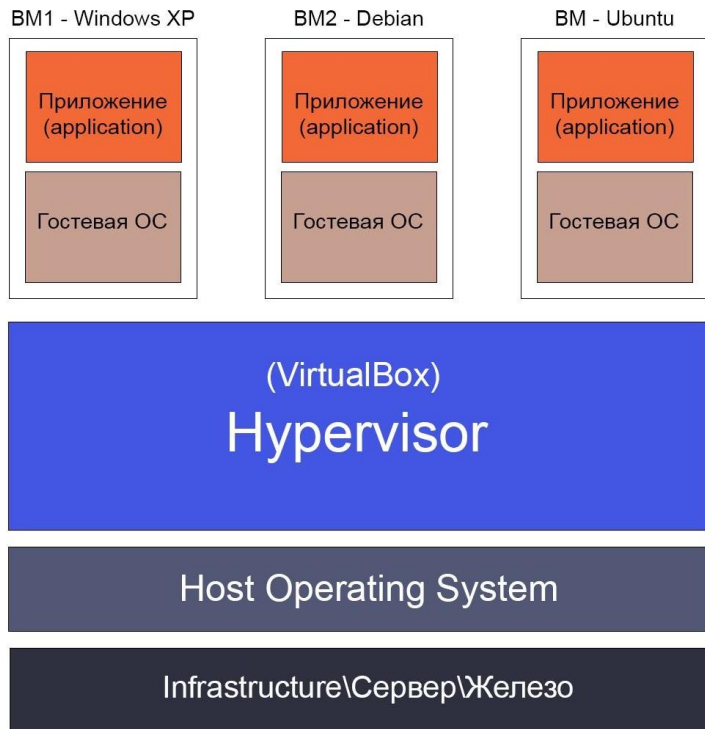 ВМ1 - Windows XP
ВМ2 - Debian
ВМ - Ubuntu
Приложение
(application)
Приложение
(application)
Приложение
(application)
Гостевая ОС
Гостевая ОС
Гостевая ОС
(VirtualBox)
Hypervisor
Host Operating System
Infrastructure\Сервер\Железо